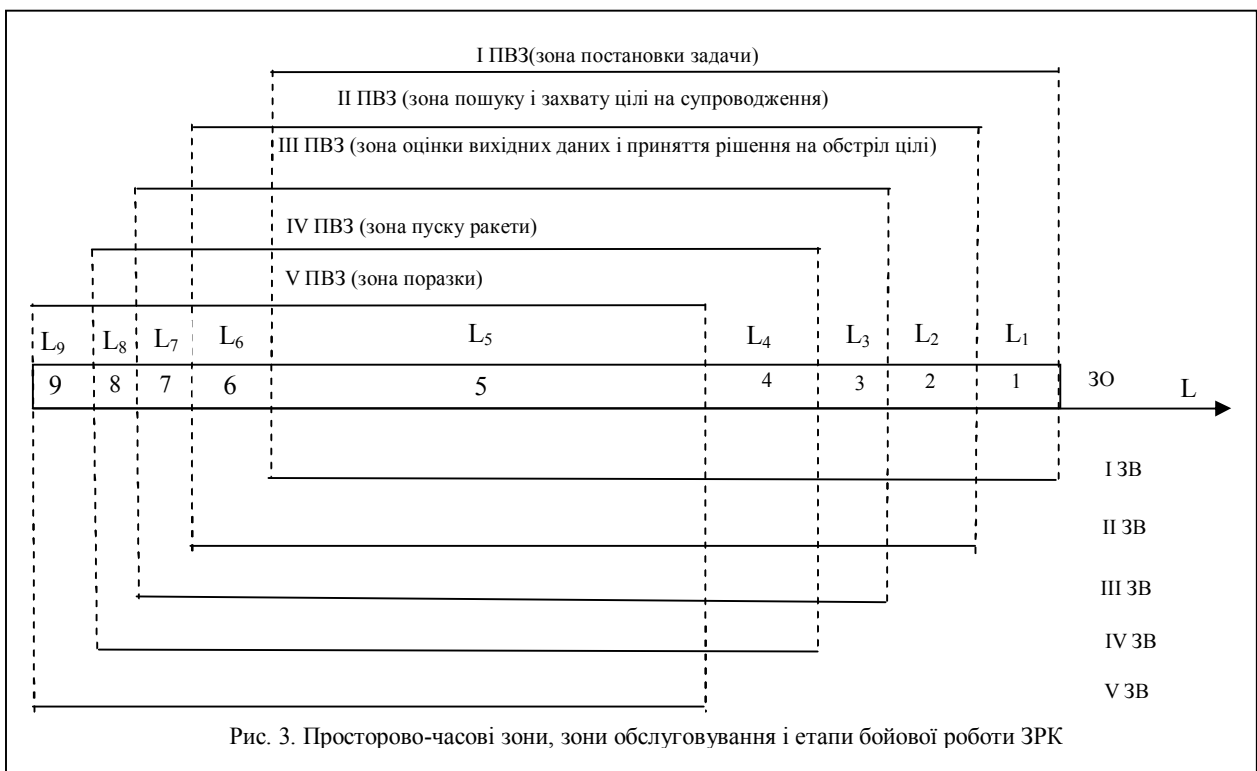 I ПВЗ(зона постановки задачи)
II ПВЗ (зона пошуку і захвату цілі на супроводження)
III ПВЗ (зона оцінки вихідних даних і приняття рішення на обстріл цілі)
IV ПВЗ (зона пуску ракети)
V ПВЗ (зона поразки)
L₉ L₈ L₇ L₆ L₅ L₄ L₃ L₂ L₁
9 8 7 6 5 4 3 2 1 ЗО L
I ЗВ
II ЗВ
III ЗВ
IV ЗВ
V ЗВ
Рис. 3. Просторово-часові зони, зони обслуговування і етапи бойової роботи ЗРК